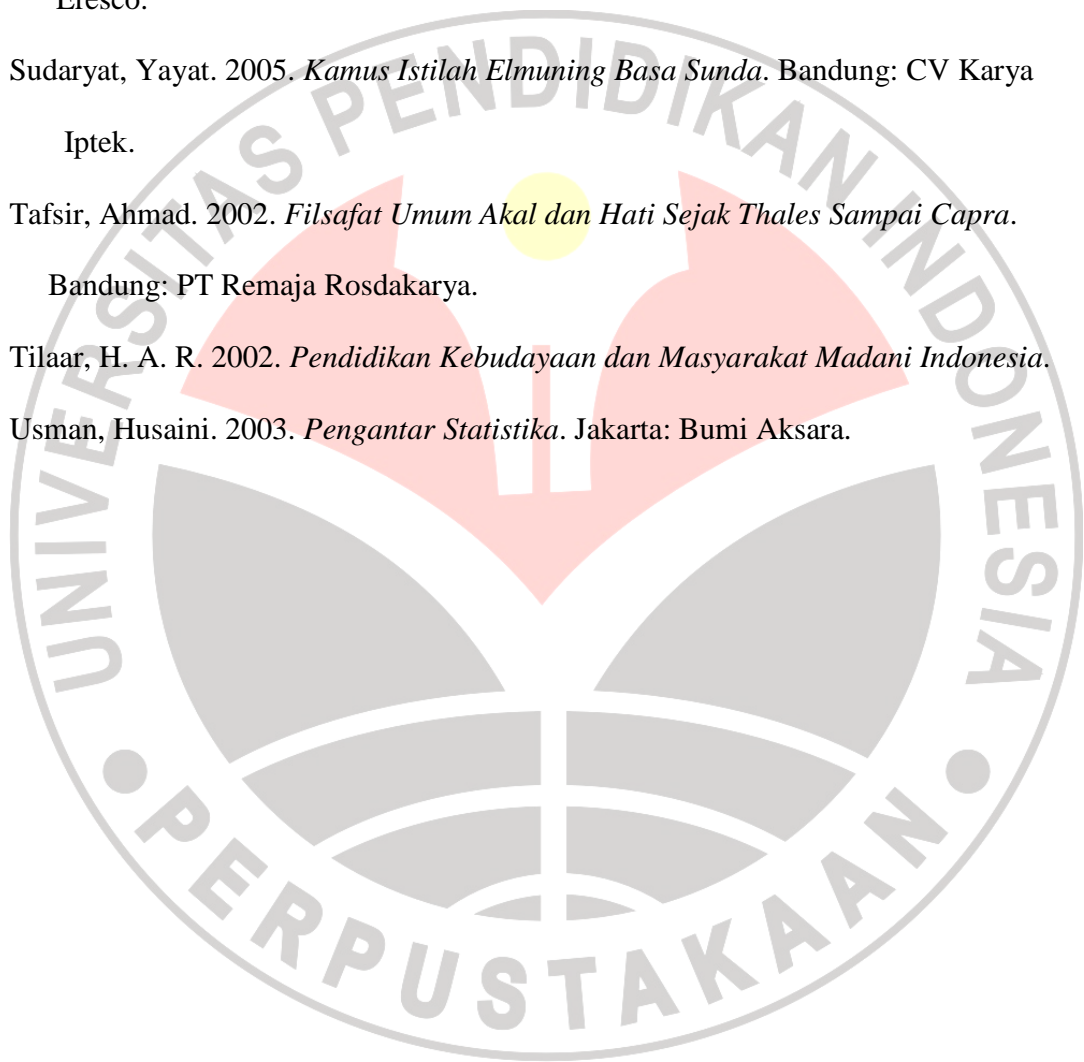 Eresco.
Sudaryat, Yayat. 2005. Kamus Istilah Elmuning Basa Sunda. Bandung: CV Karya
Iptek.
Tafsir, Ahmad. 2002. Filsafat Umum Akal dan Hati Sejak Thales Sampai Capra.
Bandung: PT Remaja Rosdakarya.
Tilaar, H. A. R. 2002. Pendidikan Kebudayaan dan Masyarakat Madani Indonesia.
Usman, Husaini. 2003. Pengantar Statistika. Jakarta: Bumi Aksara.
UNIVERSITAS PENDIDIKAN INDONESIA
PERPUSTAKAAN